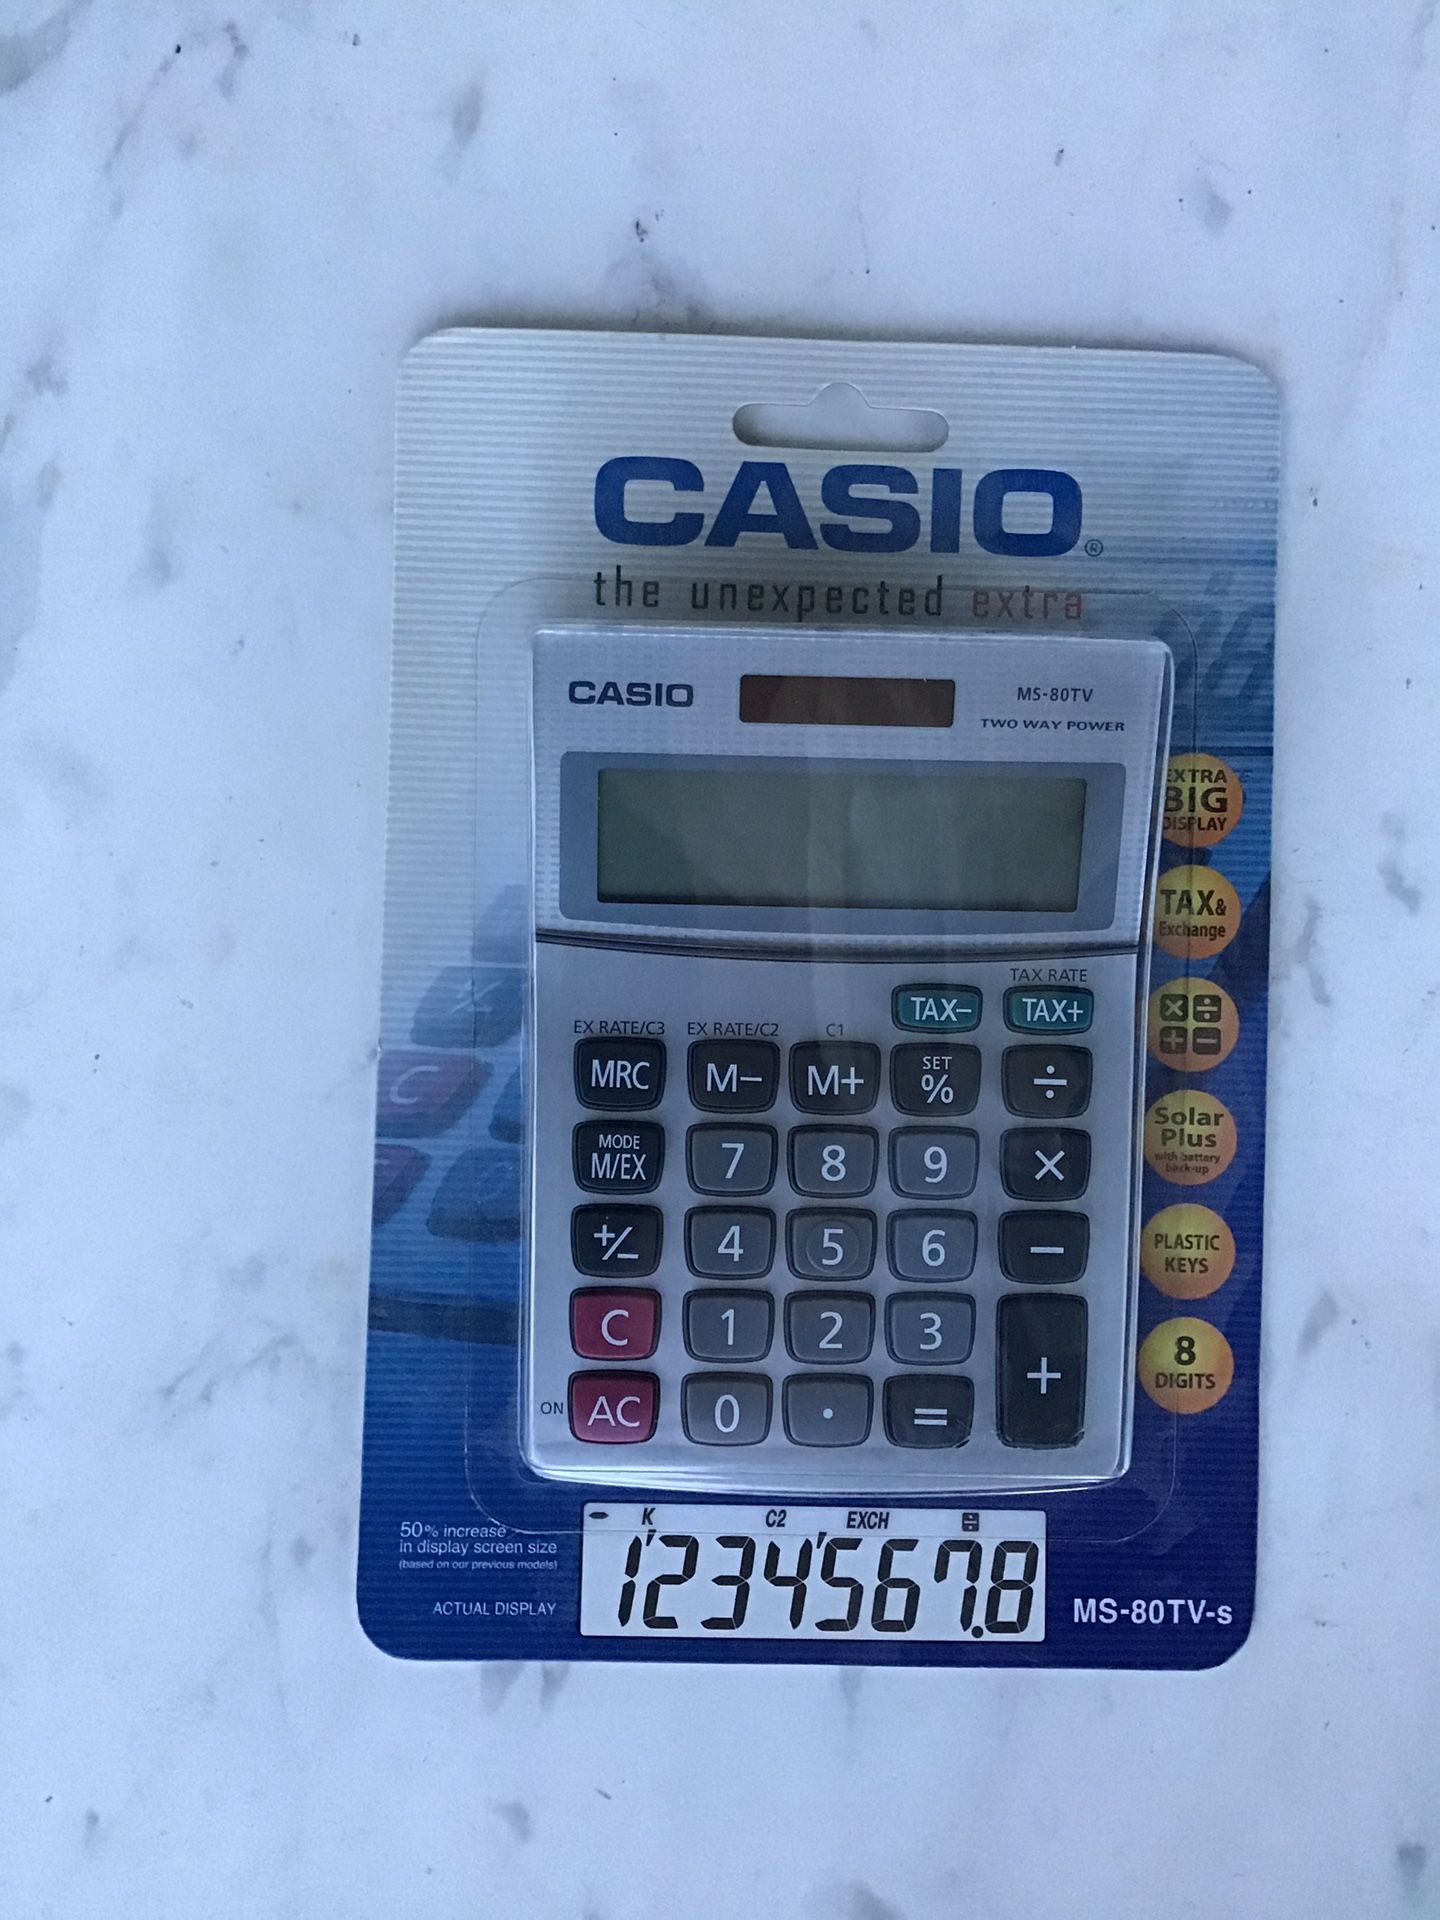 CASIO®
the unexpected extra
CASIO
MS-80TV
TWO WAY POWER
EXTRA
BIG
DISPLAY
TAX&
Exchange
TAX RATE
TAX− TAX+
EX RATE/C3 EX RATE/C2 C1
MRC M− M+ SET % ÷
× ÷
+ −
MODE
M/EX 7 8 9 ×
Solar
Plus
with battery
back-up
+/− 4 5 6 −
PLASTIC
KEYS
C 1 2 3 +
8
DIGITS
ON AC 0 · =
50% increase
in display screen size
(based on our previous models)
ACTUAL DISPLAY
− K C2 EXCH ÷
1'234'567.8
MS-80TV-s